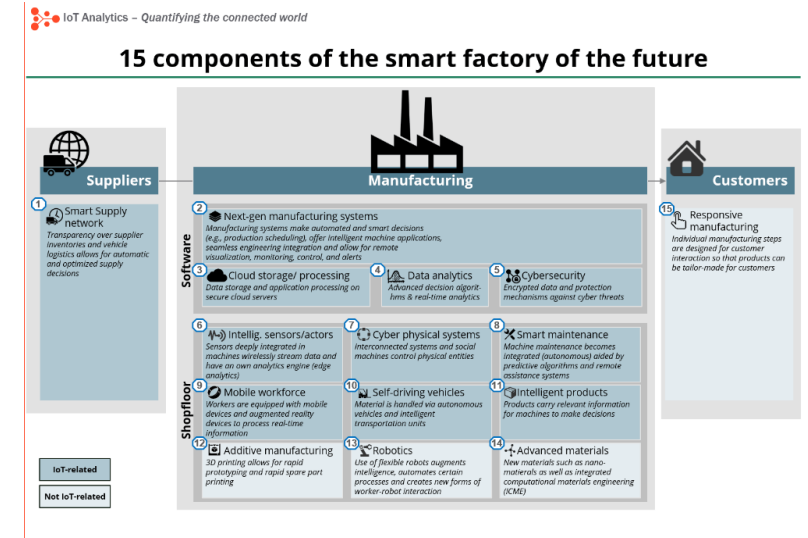 IoT Analytics – Quantifying the connected world
15 components of the smart factory of the future
Suppliers
Manufacturing
Customers
1
Smart Supply
network
Transparency over supplier
inventories and vehicle
logistics allows for automatic
and optimized supply
decisions
Software
2
Next-gen manufacturing systems
Manufacturing systems make automated and smart decisions
(e.g., production scheduling), offer intelligent machine applications,
seamless engineering integration and allow for remote
visualization, monitoring, control, and alerts
3
Cloud storage/ processing
Data storage and application processing on
secure cloud servers
4
Data analytics
Advanced decision algorit-
hms & real-time analytics
5
Cybersecurity
Encrypted data and protection
mechanisms against cyber threats
Shopfloor
6
Intellig. sensors/actors
Sensors deeply integrated in
machines wirelessly stream data and
have an own analytics engine (edge
analytics)
7
Cyber physical systems
Interconnected systems and social
machines control physical entities
8
Smart maintenance
Machine maintenance becomes
integrated (autonomous) aided by
predictive algorithms and remote
assistance systems
9
Mobile workforce
Workers are equipped with mobile
devices and augmented reality
devices to process real-time
information
10
Self-driving vehicles
Material is handled via autonomous
vehicles and intelligent
transportation units
11
Intelligent products
Products carry relevant information
for machines to make decisions
12
Additive manufacturing
3D printing allows for rapid
prototyping and rapid spare part
printing
13
Robotics
Use of flexible robots augments
intelligence, automates certain
processes and creates new forms of
worker-robot interaction
14
Advanced materials
New materials such as nano-
materials as well as integrated
computational materials engineering
(ICME)
15
Responsive
manufacturing
Individual manufacturing steps
are designed for customer
interaction so that products can
be tailor-made for customers
IoT-related
Not IoT-related